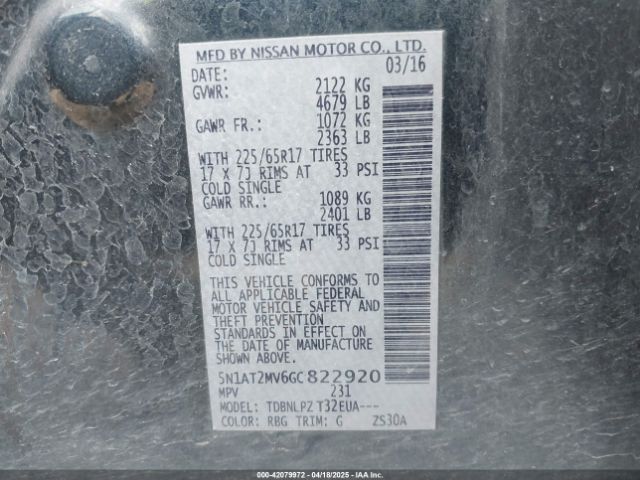 MFD BY NISSAN MOTOR CO., LTD.
DATE: 03/16
GVWR: 2122 KG
4679 LB
GAWR FR.: 1072 KG
2363 LB
WITH 225/65R17 TIRES
17 X 7J RIMS AT 33 PSI
COLD SINGLE
GAWR RR.: 1089 KG
2401 LB
WITH 225/65R17 TIRES
17 X 7J RIMS AT 33 PSI
COLD SINGLE
THIS VEHICLE CONFORMS TO
ALL APPLICABLE FEDERAL
MOTOR VEHICLE SAFETY AND
THEFT PREVENTION
STANDARDS IN EFFECT ON
THE DATE OF MANUFACTURE
SHOWN ABOVE.
5N1AT2MV6GC822920
MPV 231
MODEL: TDBNLPZ T32EUA---
COLOR: RBG TRIM: G ZS30A
000-42079972 - 04/18/2025 - IAAI.COM